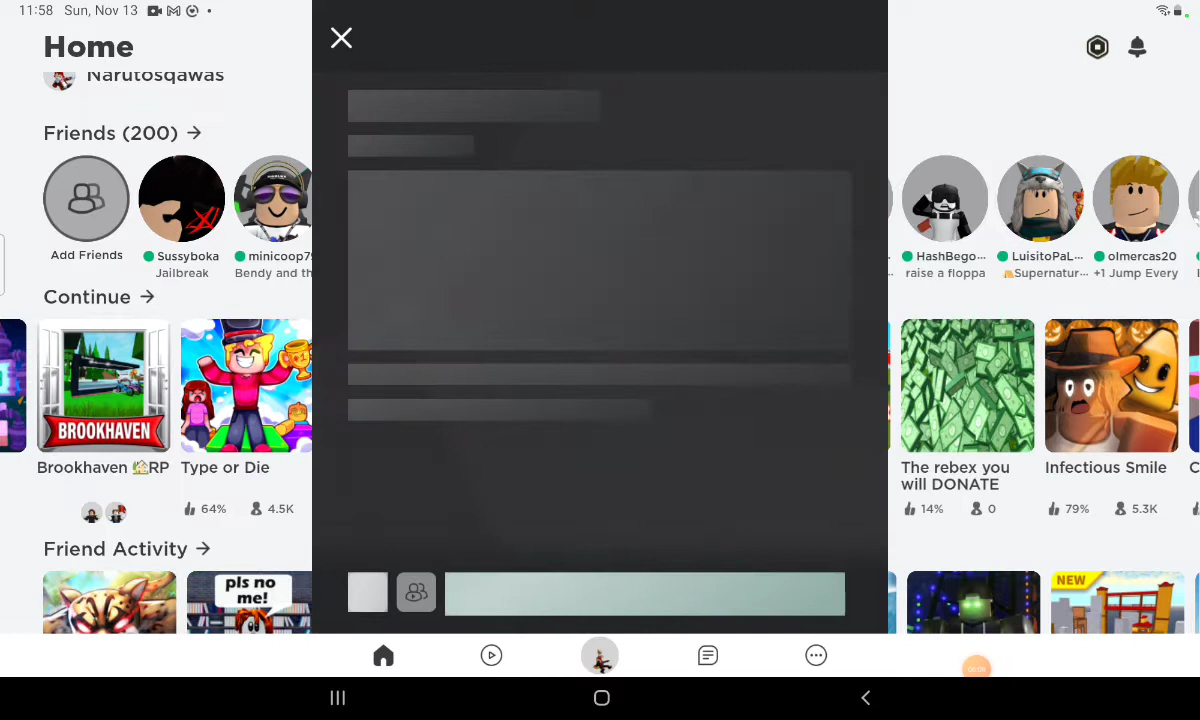 11:58 Sun, Nov 13
Home
Narutosqawas
Friends (200) →
Add Friends
Sussyboka
Jailbreak
minicoop79
Bendy and th
HashBego...
raise a floppa
LuisitoPaL...
Supernatur...
olmercas20
+1 Jump Every
Continue →
BROOKHAVEN
Brookhaven 🏡RP
Type or Die
64% 4.5K
The rebex you
will DONATE
14% 0
Infectious Smile
79% 5.3K
Friend Activity →
pls no
me!
NEW